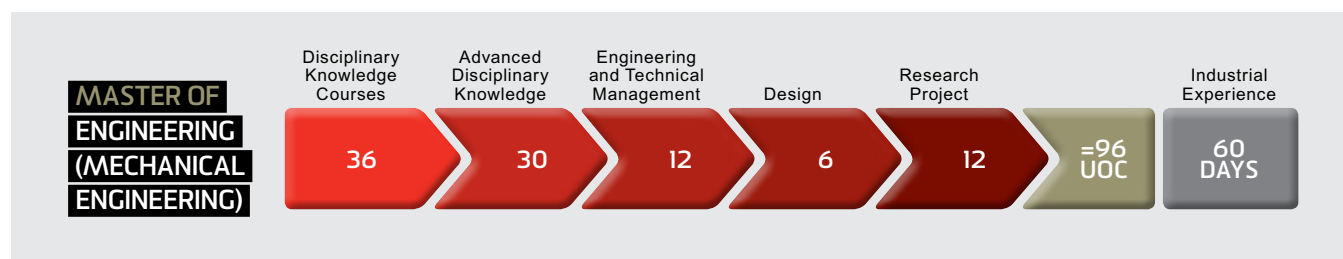 MASTER OF
ENGINEERING
(MECHANICAL
ENGINEERING)
Disciplinary
Knowledge
Courses
36
Advanced
Disciplinary
Knowledge
30
Engineering
and Technical
Management
12
Design
6
Research
Project
12
=96
UOC
Industrial
Experience
60
DAYS